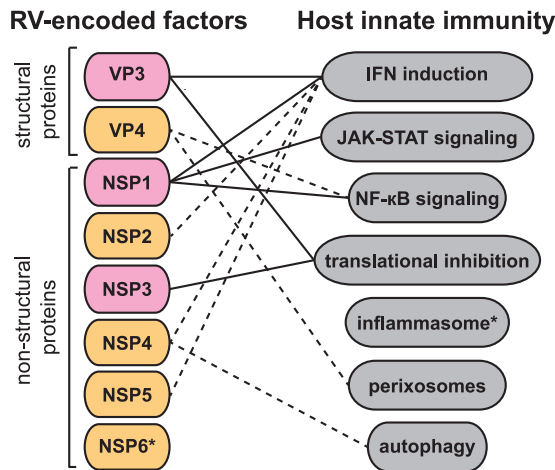 RV-encoded factors
Host innate immunity
structural
proteins
non-structural
proteins
VP3
VP4
NSP1
NSP2
NSP3
NSP4
NSP5
NSP6*
IFN induction
JAK-STAT signaling
NF-κB signaling
translational inhibition
inflammasome*
perixosomes
autophagy